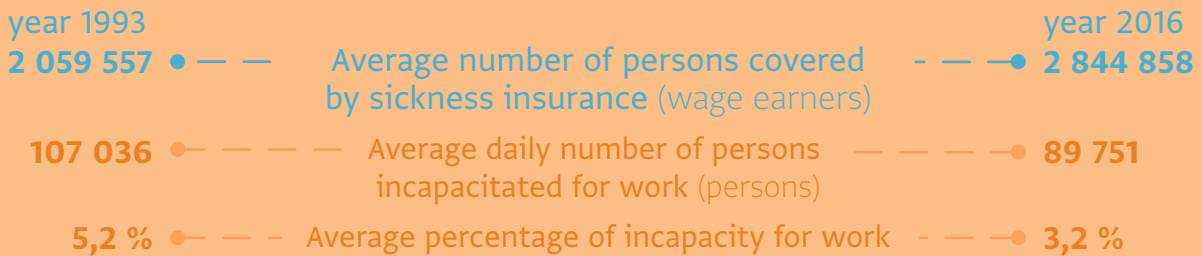 year 1993 year 2016
2 059 557 Average number of persons covered 2 844 858
by sickness insurance (wage earners)
107 036 Average daily number of persons 89 751
incapacitated for work (persons)
5,2 % Average percentage of incapacity for work 3,2 %